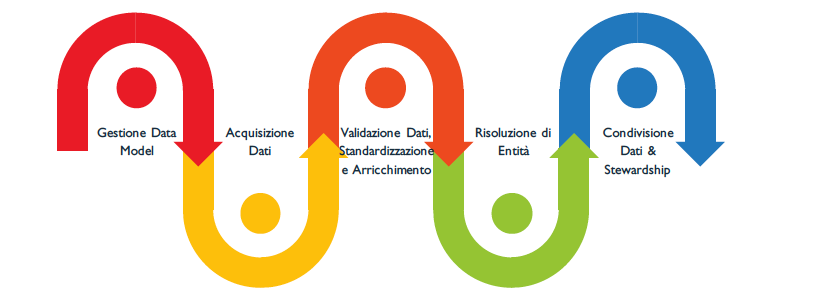 Gestione Data
Model
Acquisizione
Dati
Validazione Dati,
Standardizzazione
e Arricchimento
Risoluzione di
Entità
Condivisione
Dati &
Stewardship